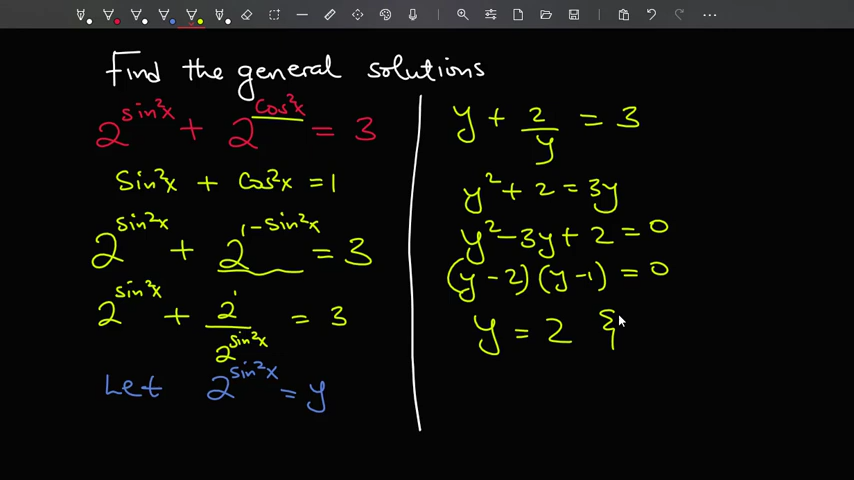 Find the general solutions
2^sin²x + 2^cos²x = 3
Sin²x + Cos²x = 1
2^sin²x + 2^1-sin²x = 3
2^sin²x + 2^1/2^sin²x = 3
Let 2^sin²x = y
y + 2/y = 3
y² + 2 = 3y
y² - 3y + 2 = 0
(y - 2)(y - 1) = 0
y = 2 &